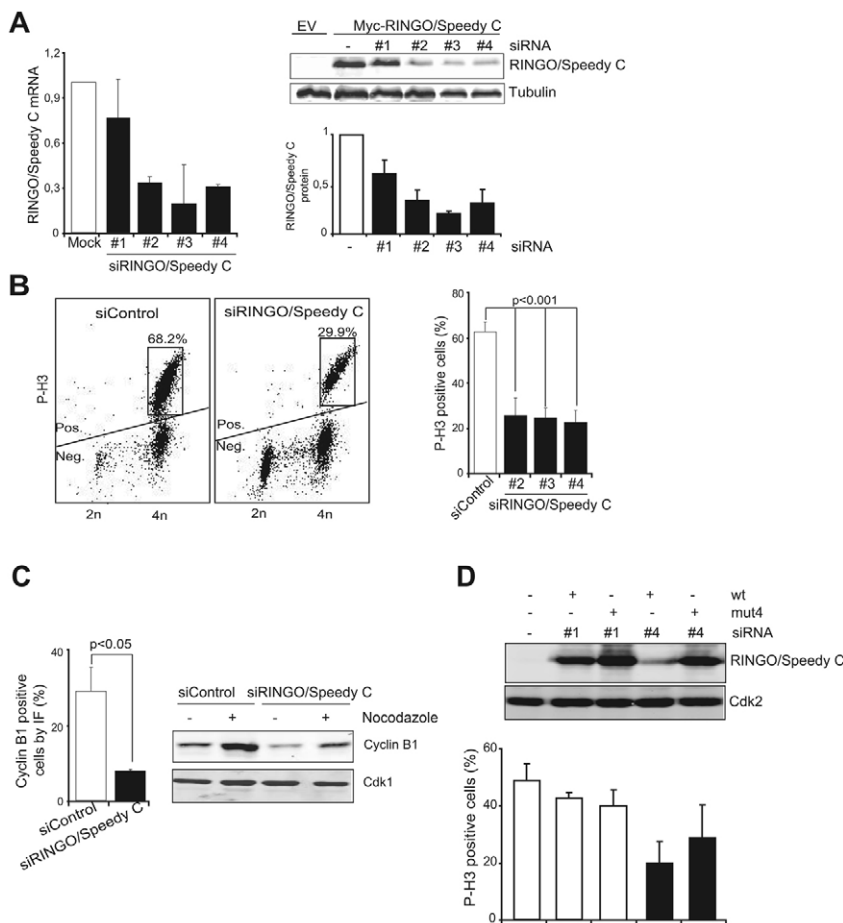 A
RINGO/Speedy C mRNA
1,2
0,9
0,6
0,3
0
Mock
#1 #2 #3 #4
siRINGO/Speedy C
EV Myc-RINGO/Speedy C
- #1 #2 #3 #4 siRNA
RINGO/Speedy C
Tubulin
RINGO/Speedy C
protein
1
0,5
0
- #1 #2 #3 #4 siRNA
B
siControl
siRINGO/Speedy C
68.2%
29.9%
P-H3
Pos.
Neg.
Pos.
Neg.
2n 4n
2n 4n
P-H3 positive cells (%)
80
60
40
20
0
p<0.001
siControl
#2 #3 #4
siRINGO/Speedy C
C
Cyclin B1 positive
cells by IF (%)
40
20
0
p<0.05
siControl
siRINGO/Speedy C
siControl siRINGO/Speedy C
- + - + Nocodazole
Cyclin B1
Cdk1
D
- + - + - wt
- - + - + mut4
- #1 #1 #4 #4 siRNA
RINGO/Speedy C
Cdk2
P-H3 positive cells (%)
60
40
20
0